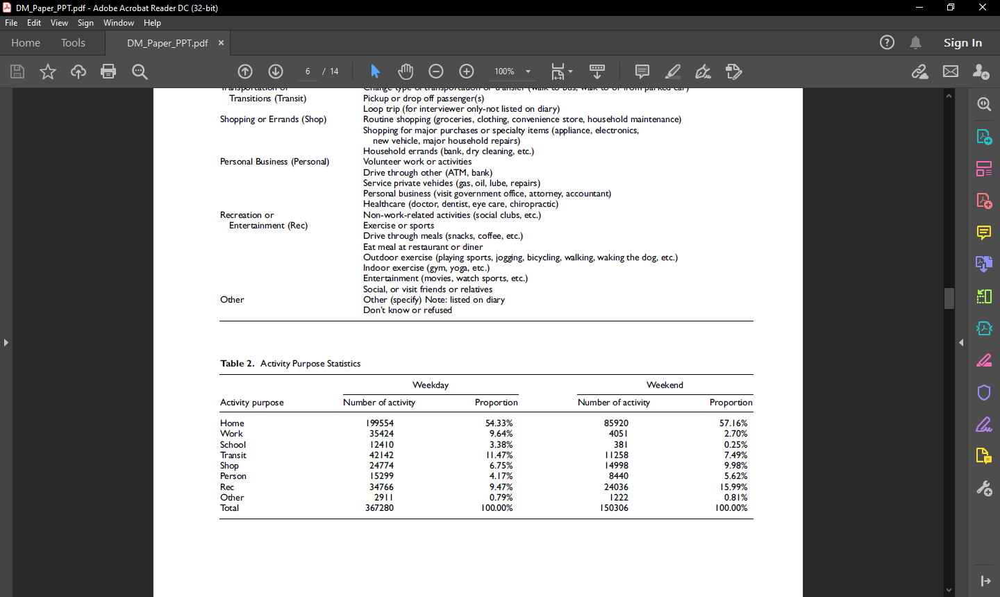 DM_Paper_PPT.pdf - Adobe Acrobat Reader DC (32-bit)
File Edit View Sign Window Help
Home Tools DM_Paper_PPT.pdf × Sign In
6 / 14 100%
Transportation or Change type of transportation or transfer (walk to bus, walk to or from parked car)
Transitions (Transit) Pickup or drop off passenger(s)
Loop trip (for interviewer only-not listed on diary)
Shopping or Errands (Shop) Routine shopping (groceries, clothing, convenience store, household maintenance)
Shopping for major purchases or specialty items (appliance, electronics,
new vehicle, major household repairs)
Household errands (bank, dry cleaning, etc.)
Personal Business (Personal) Volunteer work or activities
Drive through other (ATM, bank)
Service private vehicles (gas, oil, lube, repairs)
Personal business (visit government office, attorney, accountant)
Healthcare (doctor, dentist, eye care, chiropractic)
Recreation or Non-work-related activities (social clubs, etc.)
Entertainment (Rec) Exercise or sports
Drive through meals (snacks, coffee, etc.)
Eat meal at restaurant or diner
Outdoor exercise (playing sports, jogging, bicycling, walking, waking the dog, etc.)
Indoor exercise (gym, yoga, etc.)
Entertainment (movies, watch sports, etc.)
Social, or visit friends or relatives
Other Other (specify) Note: listed on diary
Don't know or refused
Table 2. Activity Purpose Statistics
Weekday Weekend
Activity purpose Number of activity Proportion Number of activity Proportion
Home 199554 54.33% 85920 57.16%
Work 35424 9.64% 4051 2.70%
School 12410 3.38% 381 0.25%
Transit 42142 11.47% 11258 7.49%
Shop 24774 6.75% 14998 9.98%
Person 15299 4.17% 8440 5.62%
Rec 34766 9.47% 24036 15.99%
Other 2911 0.79% 1222 0.81%
Total 367280 100.00% 150306 100.00%